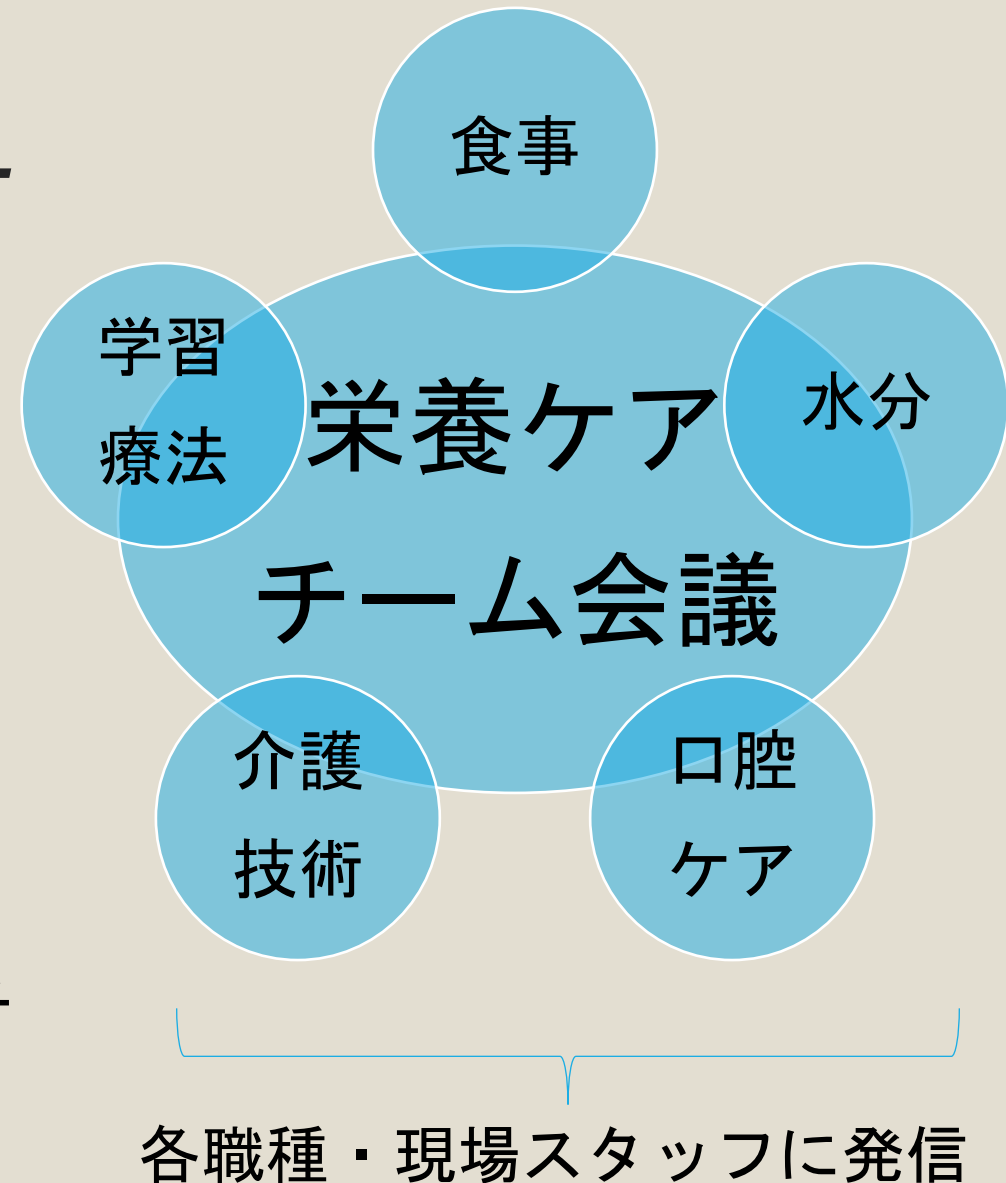 食事
学習
療法
栄養ケア
チーム会議
水分
介護
技術
口腔
ケア
各職種・現場スタッフに発信